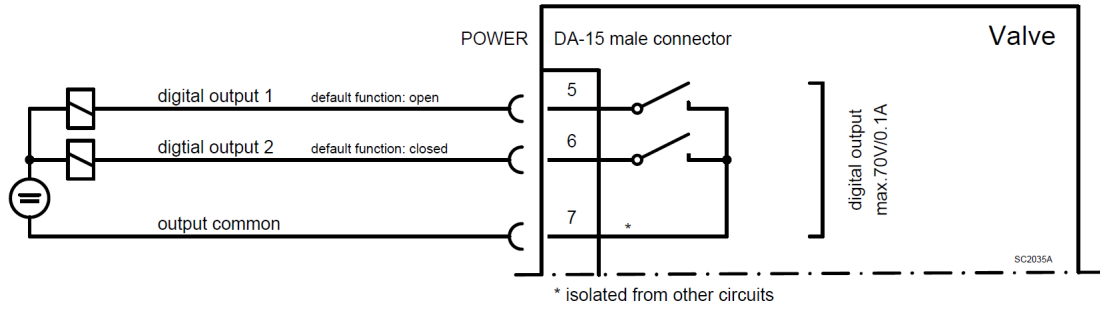 POWER DA-15 male connector Valve
digital output 1 default function: open 5
digtial output 2 default function: closed 6
output common 7 *
digital output
max.70V/0.1A
SC2035A
* isolated from other circuits